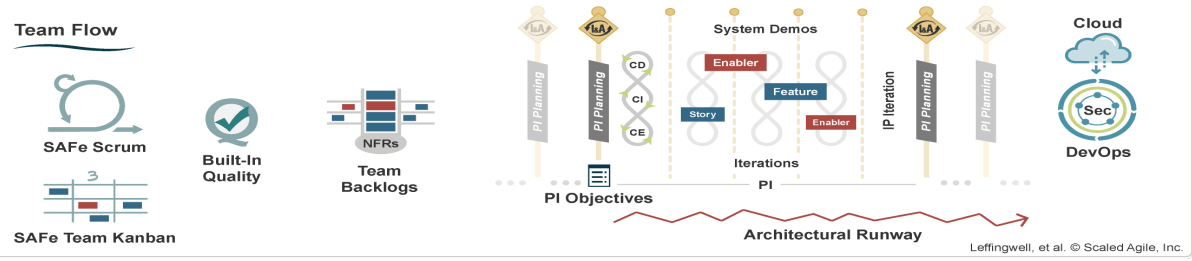 Team Flow
SAFe Scrum
3
SAFe Team Kanban
Built-In
Quality
NFRs
Team
Backlogs
I&A
I&A
I&A
I&A
System Demos
PI Planning
PI Planning
CD
CI
CE
Enabler
Feature
Story
Enabler
IP Iteration
PI Planning
PI Planning
Iterations
PI
PI Objectives
Architectural Runway
Cloud
Sec
DevOps
Leffingwell, et al. © Scaled Agile, Inc.